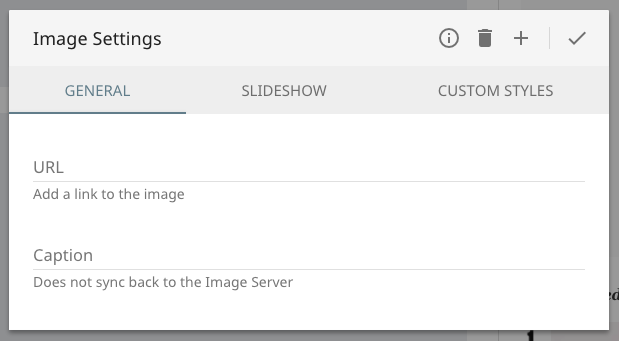 Image Settings
GENERAL
SLIDESHOW
CUSTOM STYLES
URL
Add a link to the image
Caption
Does not sync back to the Image Server